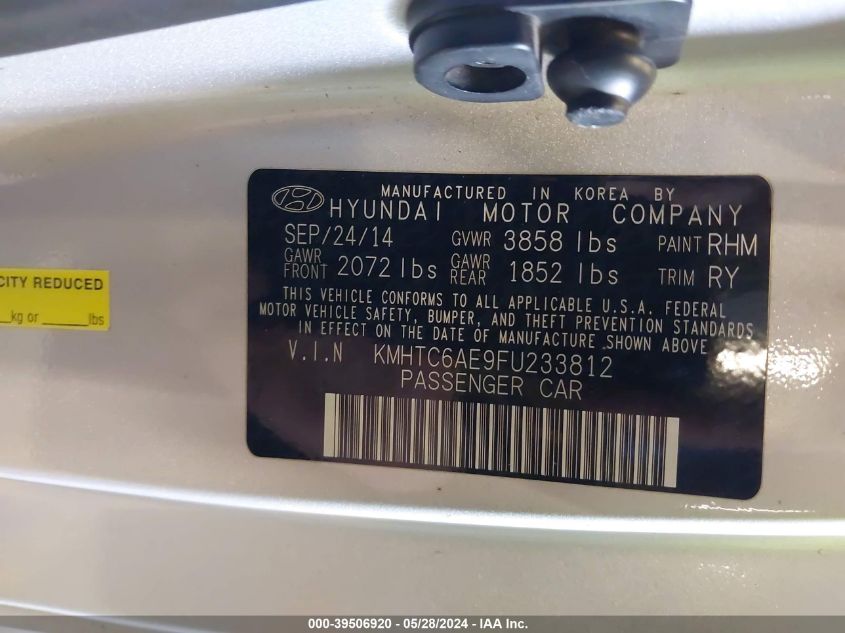 MANUFACTURED IN KOREA BY
HYUNDAI MOTOR COMPANY
SEP/24/14 GVWR 3858 lbs PAINT RHM
GAWR FRONT 2072 lbs GAWR REAR 1852 lbs TRIM RY
THIS VEHICLE CONFORMS TO ALL APPLICABLE U.S.A. FEDERAL
MOTOR VEHICLE SAFETY, BUMPER, AND THEFT PREVENTION STANDARDS
IN EFFECT ON THE DATE OF MANUFACTURE SHOWN ABOVE
V.I.N KMHTC6AE9FU233812
PASSENGER CAR
CITY REDUCED
kg or ______lbs
000-39506920 - 05/28/2024 - IAA Inc.